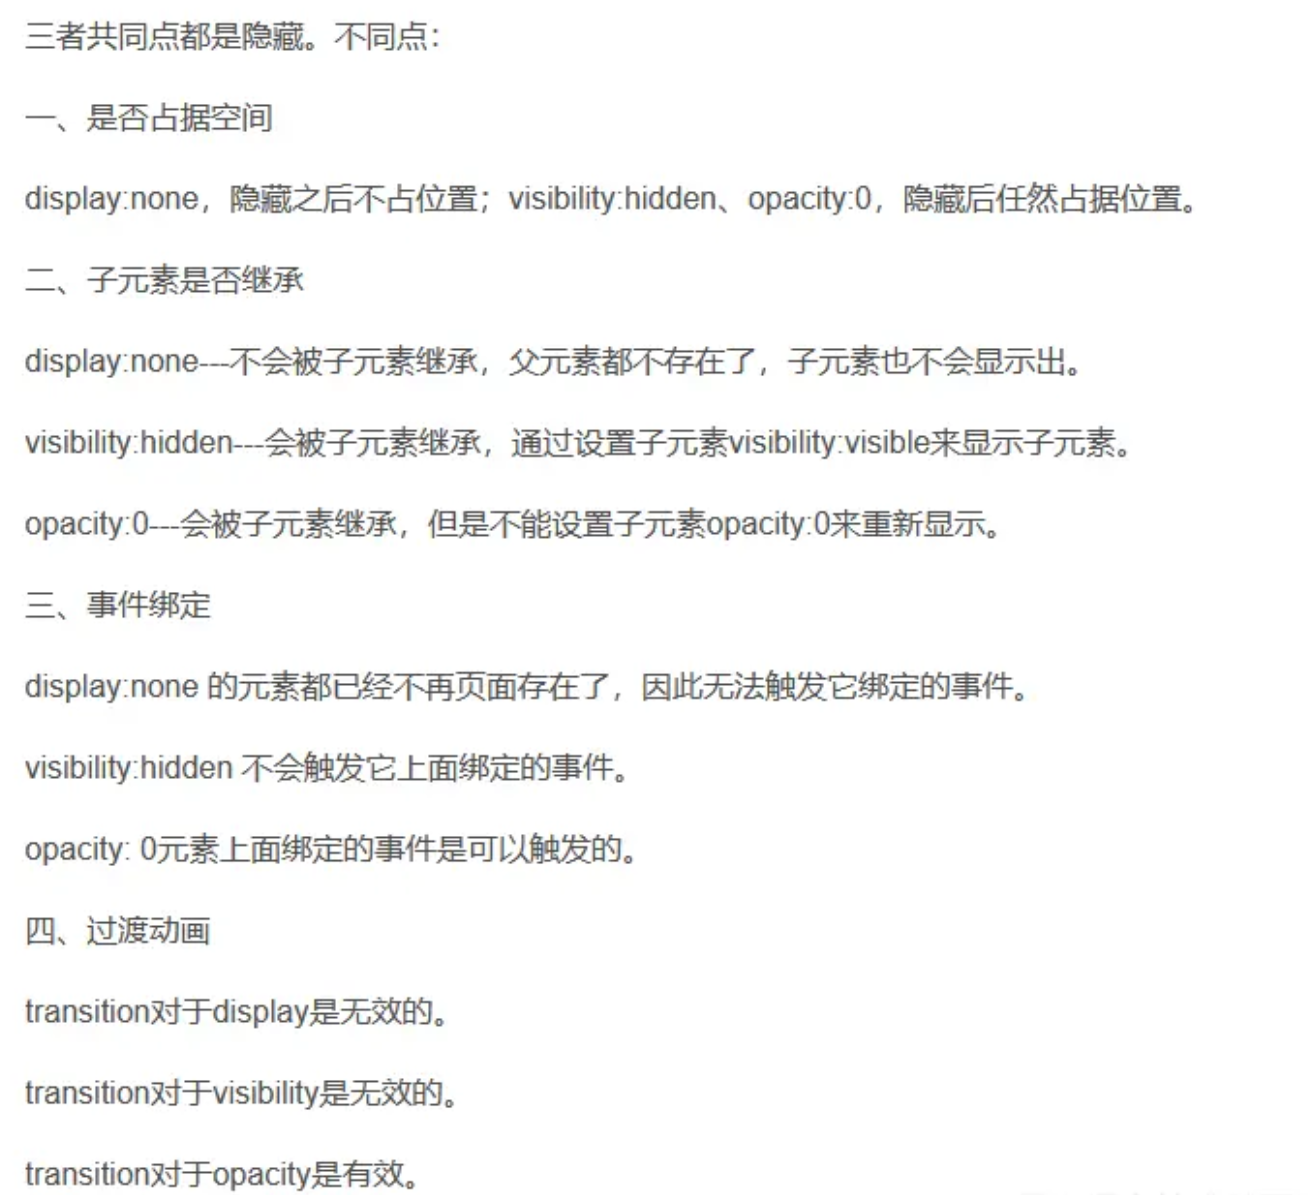 三者共同点都是隐藏。不同点：
一、是否占据空间
display:none，隐藏之后不占位置；visibility:hidden、opacity:0，隐藏后任然占据位置。
二、子元素是否继承
display:none---不会被子元素继承，父元素都不存在了，子元素也不会显示出。
visibility:hidden---会被子元素继承，通过设置子元素visibility:visible来显示子元素。
opacity:0---会被子元素继承，但是不能设置子元素opacity:0来重新显示。
三、事件绑定
display:none 的元素都已经不再页面存在了，因此无法触发它绑定的事件。
visibility:hidden 不会触发它上面绑定的事件。
opacity: 0元素上面绑定的事件是可以触发的。
四、过渡动画
transition对于display是无效的。
transition对于visibility是无效的。
transition对于opacity是有效。